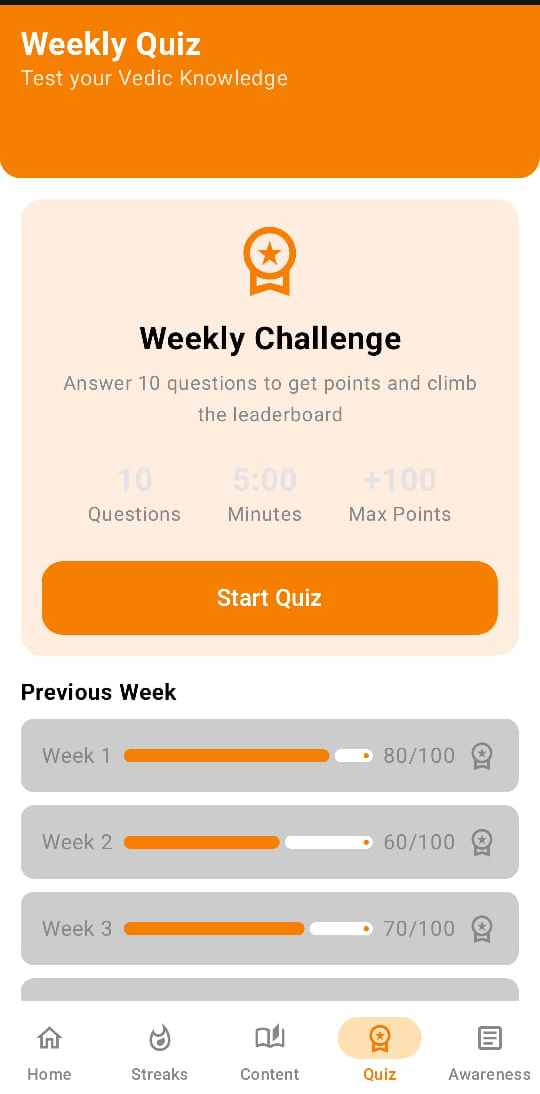 Weekly Quiz
Test your Vedic Knowledge
Weekly Challenge
Answer 10 questions to get points and climb
the leaderboard
10 5:00 +100
Questions Minutes Max Points
Start Quiz
Previous Week
Week 1 80/100
Week 2 60/100
Week 3 70/100
Home Streaks Content Quiz Awareness